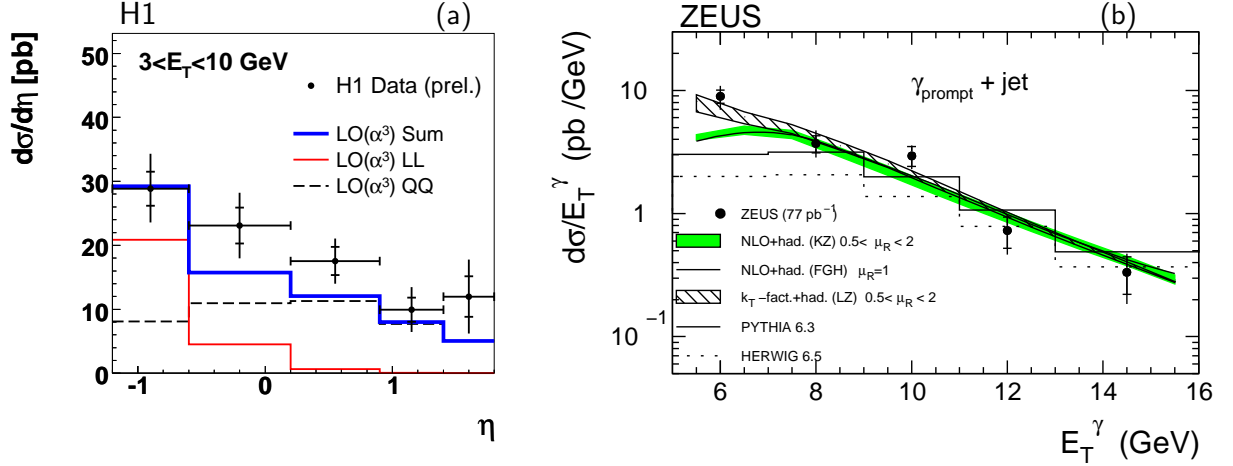 H1
(a)
dσ/dη [pb]
3<E_T<10 GeV
H1 Data (prel.)
LO(α³) Sum
LO(α³) LL
LO(α³) QQ
50
40
30
20
10
0
-1
0
1
η
ZEUS
(b)
dσ/E_T^γ (pb /GeV)
γ_prompt + jet
ZEUS (77 pb⁻¹)
NLO+had. (KZ) 0.5< μ_R < 2
NLO+had. (FGH) μ_R=1
k_T −fact.+had. (LZ) 0.5< μ_R < 2
PYTHIA 6.3
HERWIG 6.5
10
1
10⁻¹
6
8
10
12
14
16
E_T^γ (GeV)